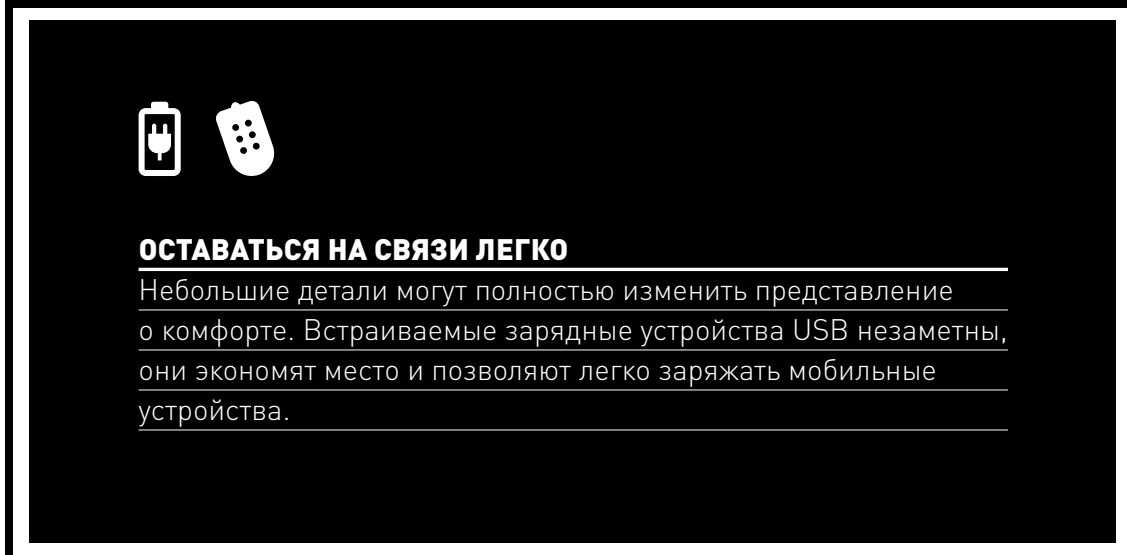 ОСТАВАТЬСЯ НА СВЯЗИ ЛЕГКО
Небольшие детали могут полностью изменить представление
о комфорте. Встраиваемые зарядные устройства USB незаметны,
они экономят место и позволяют легко заряжать мобильные
устройства.